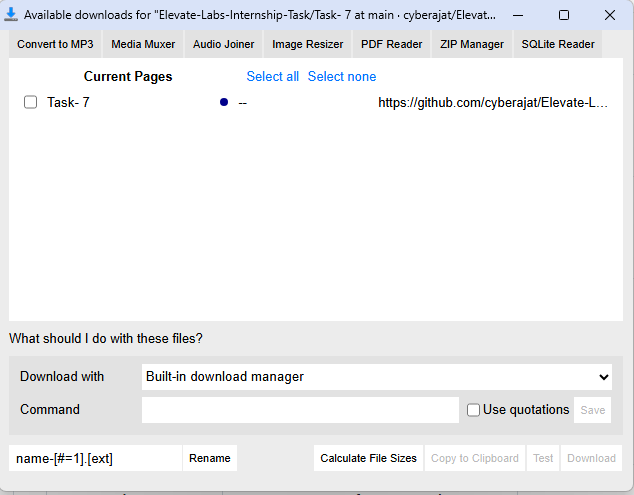 Available downloads for "Elevate-Labs-Internship-Task/Task- 7 at main · cyberajat/Elevat...
Convert to MP3 Media Muxer Audio Joiner Image Resizer PDF Reader ZIP Manager SQLite Reader
Current Pages Select all Select none
Task- 7 -- https://github.com/cyberajat/Elevate-L...
What should I do with these files?
Download with Built-in download manager
Command Use quotations Save
name-[#=1].[ext] Rename Calculate File Sizes Copy to Clipboard Test Download